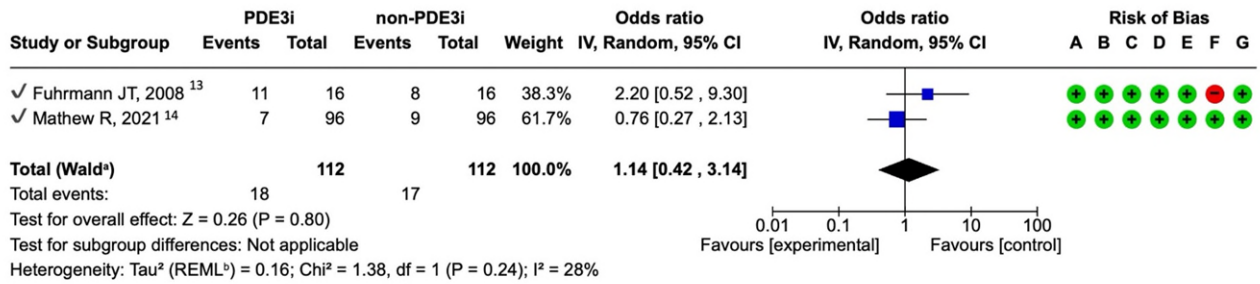 PDE3i non-PDE3i Odds ratio Odds ratio Risk of Bias
Study or Subgroup Events Total Events Total Weight IV, Random, 95% CI IV, Random, 95% CI A B C D E F G
✓ Fuhrmann JT, 2008 ¹³ 11 16 8 16 38.3% 2.20 [0.52 , 9.30] + + + + + − +
✓ Mathew R, 2021 ¹⁴ 7 96 9 96 61.7% 0.76 [0.27 , 2.13] + + + + + + +
Total (Waldᵃ) 112 112 100.0% 1.14 [0.42 , 3.14]
Total events: 18 17
Test for overall effect: Z = 0.26 (P = 0.80)
0.01 0.1 1 10 100
Test for subgroup differences: Not applicable
Favours [experimental] Favours [control]
Heterogeneity: Tau² (REMLᵇ) = 0.16; Chi² = 1.38, df = 1 (P = 0.24); I² = 28%